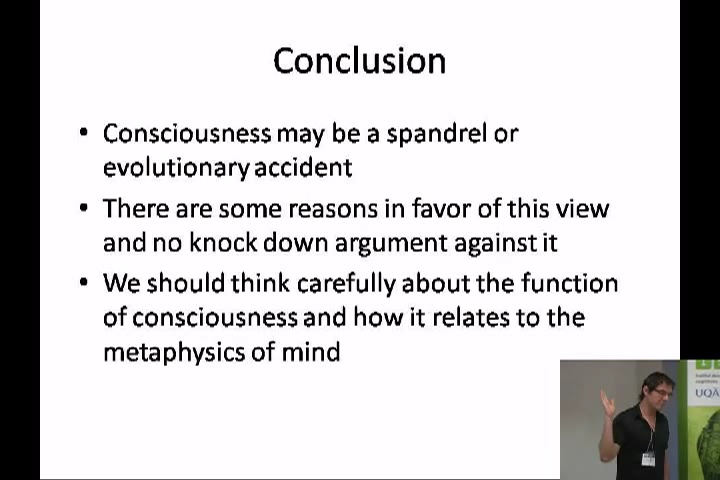 Conclusion
• Consciousness may be a spandrel or
evolutionary accident
• There are some reasons in favor of this view
and no knock down argument against it
• We should think carefully about the function
of consciousness and how it relates to the
metaphysics of mind
UQÀ